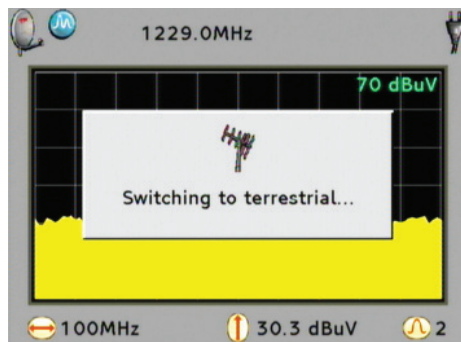 1229.0MHz
70 dBuV
Switching to terrestrial...
100MHz
30.3 dBuV
2